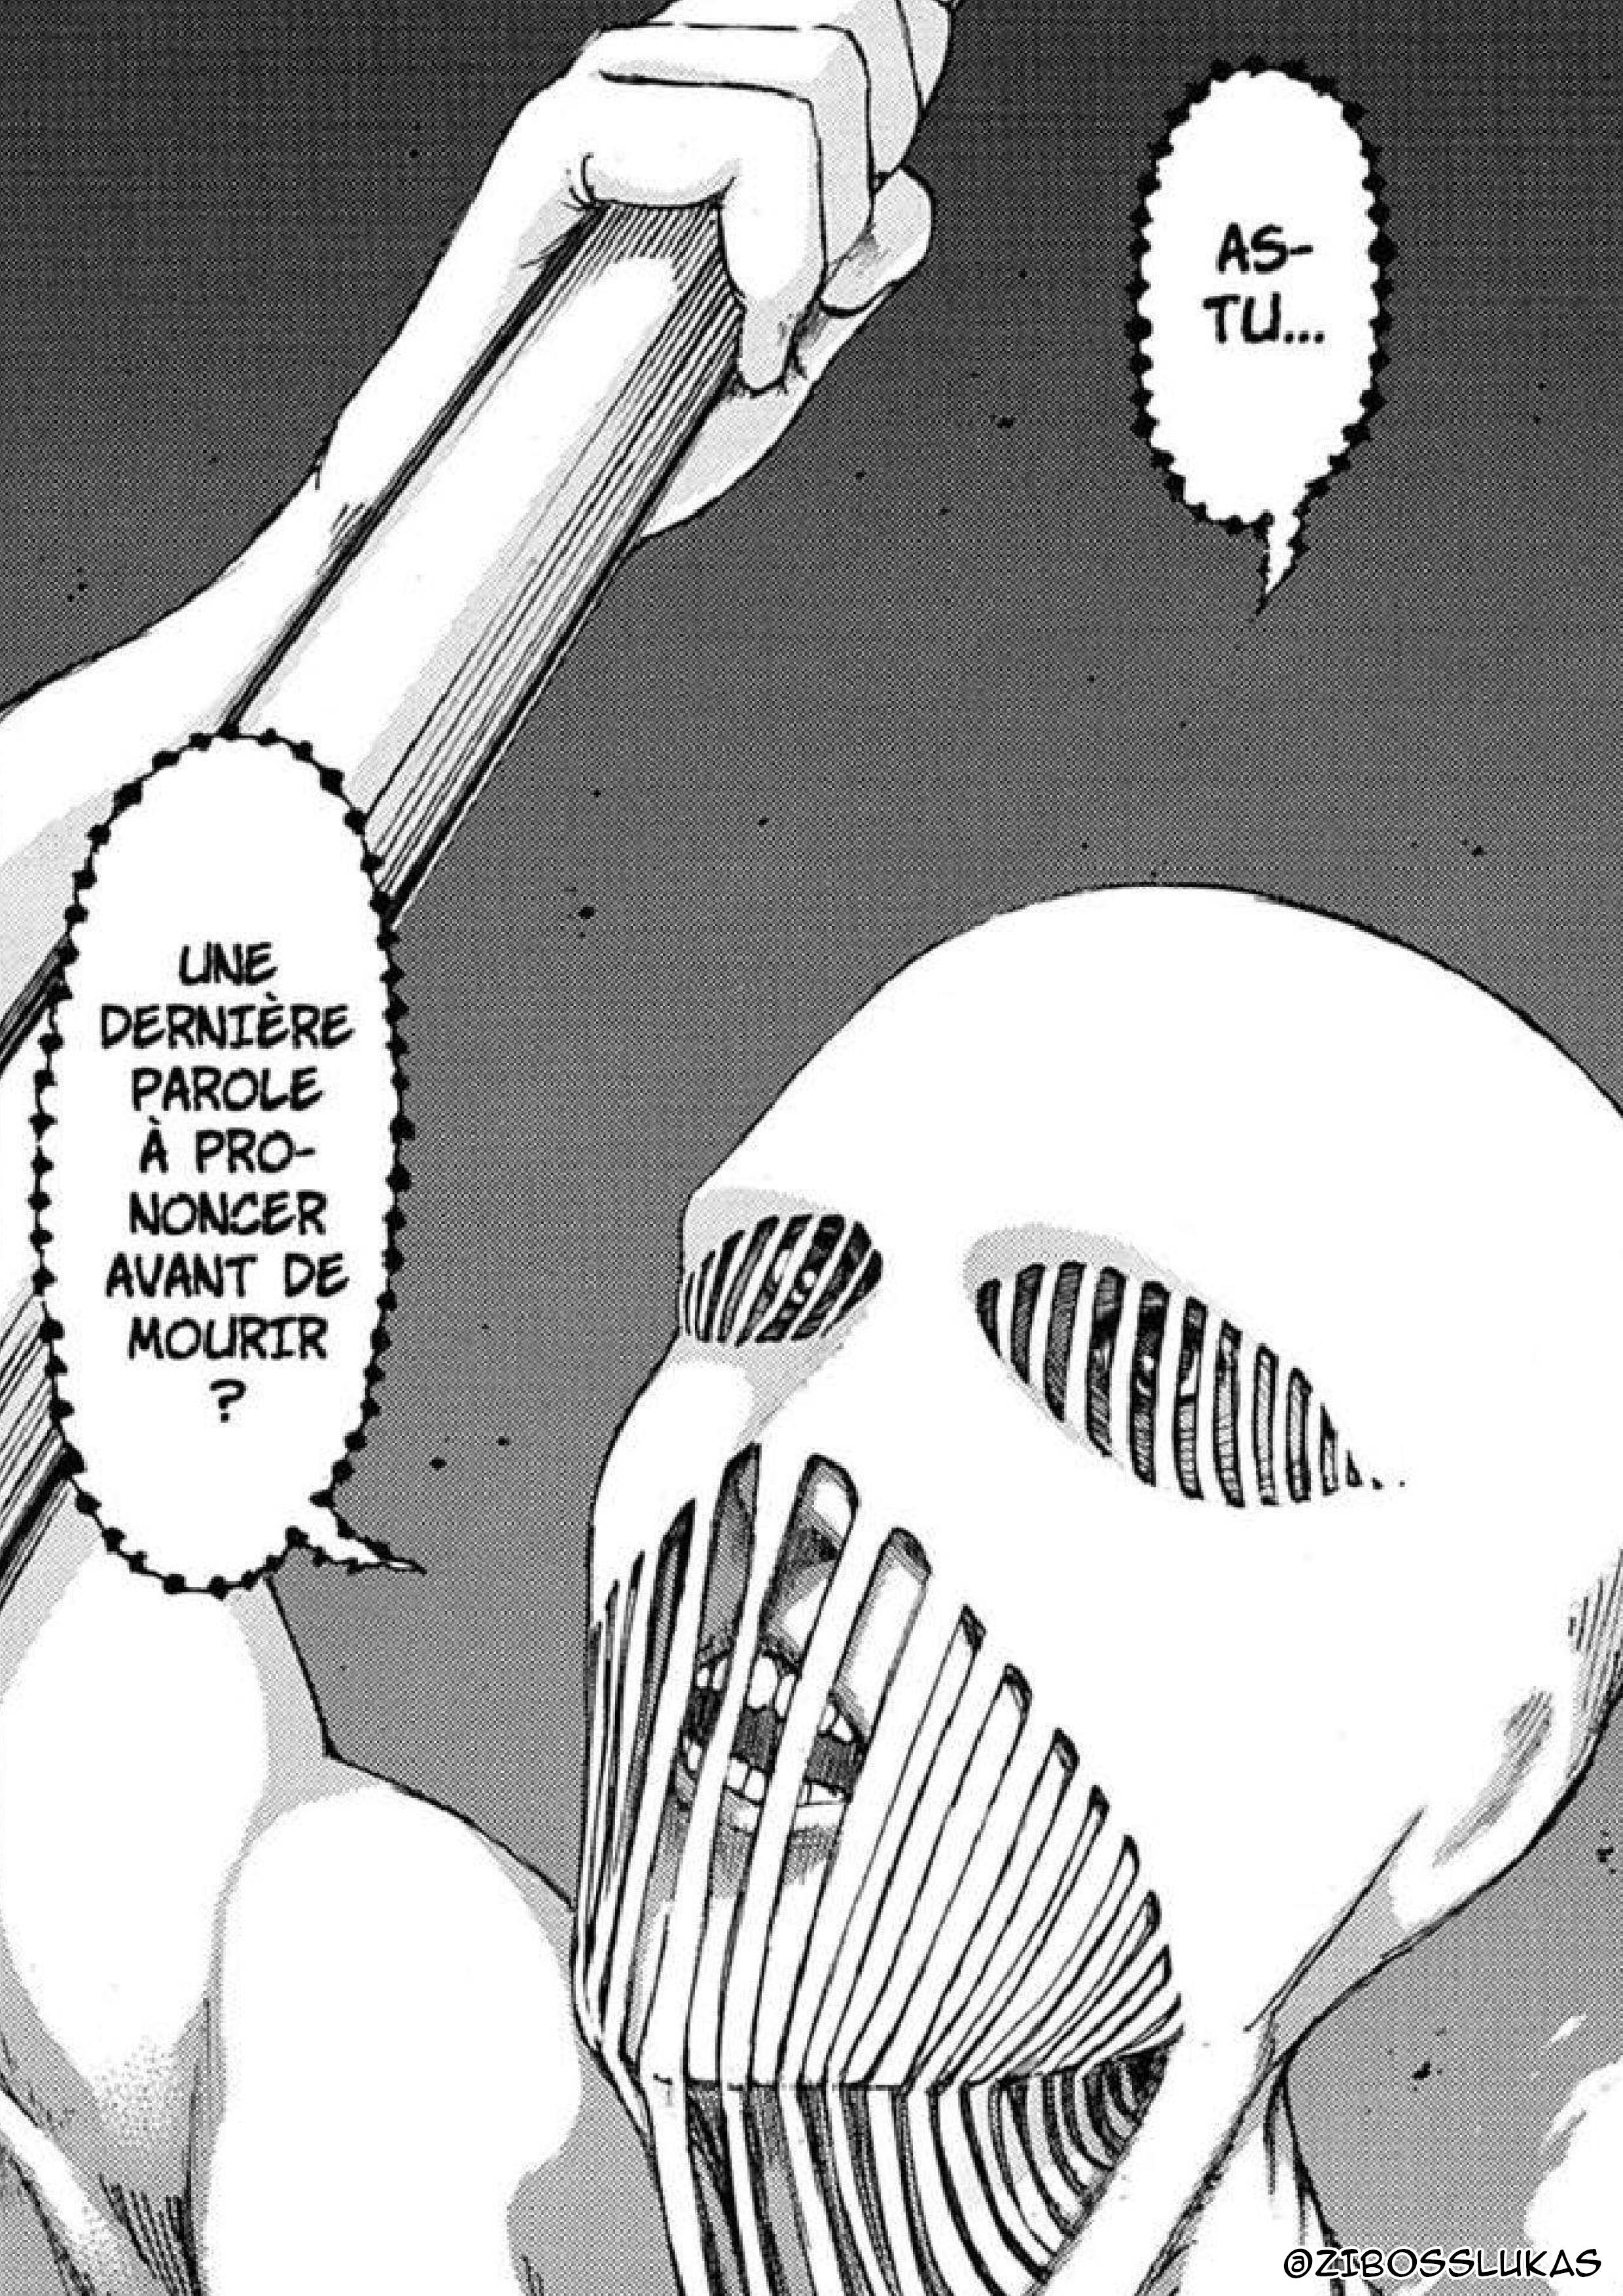 AS-
TU...
UNE
DERNIÈRE
PAROLE
À PRO-
NONCER
AVANT DE
MOURIR
?
@ZIBOSSLUKAS